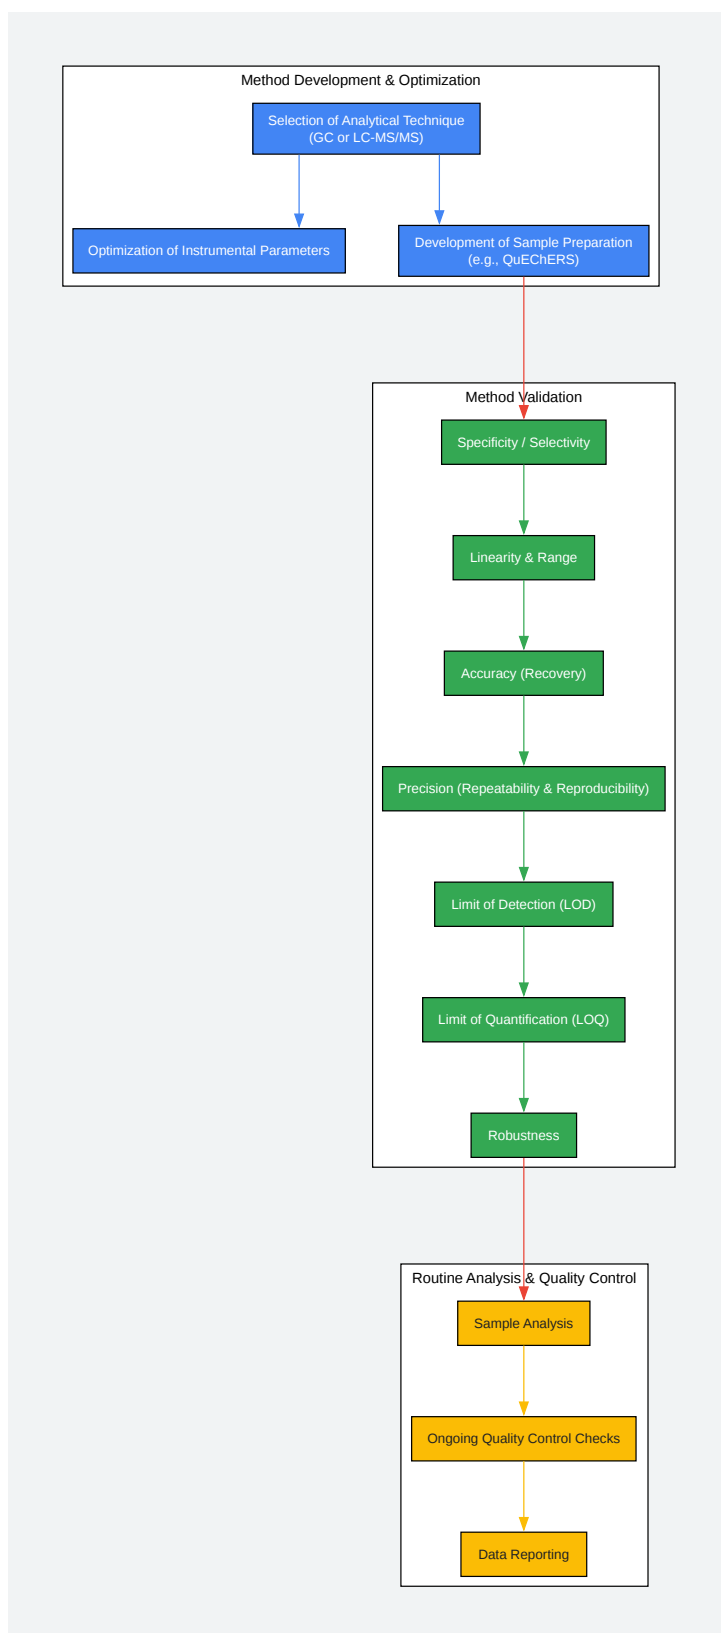 Method Development & Optimization
Selection of Analytical Technique
(GC or LC-MS/MS)
Optimization of Instrumental Parameters
Development of Sample Preparation
(e.g., QuEChERS)
Method Validation
Specificity / Selectivity
Linearity & Range
Accuracy (Recovery)
Precision (Repeatability & Reproducibility)
Limit of Detection (LOD)
Limit of Quantification (LOQ)
Robustness
Routine Analysis & Quality Control
Sample Analysis
Ongoing Quality Control Checks
Data Reporting